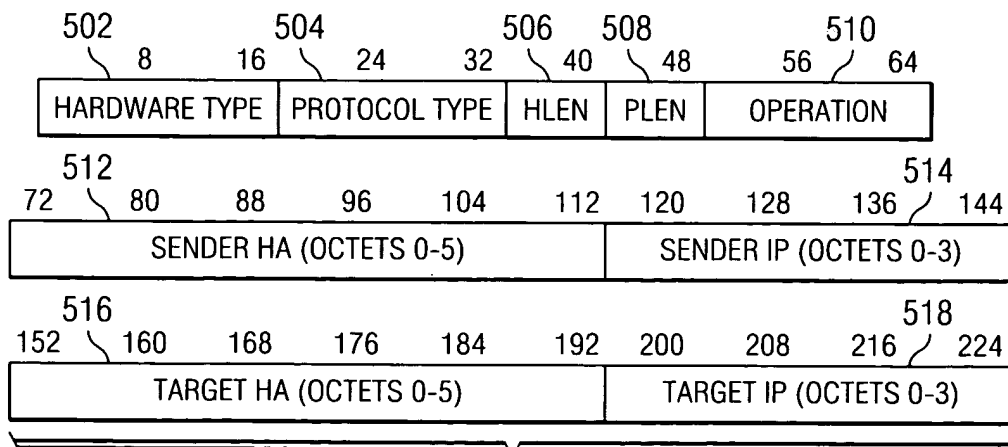 502 504 506 508 510
8 16 24 32 40 48 56 64
HARDWARE TYPE PROTOCOL TYPE HLEN PLEN OPERATION
512 514
72 80 88 96 104 112 120 128 136 144
SENDER HA (OCTETS 0-5) SENDER IP (OCTETS 0-3)
516 518
152 160 168 176 184 192 200 208 216 224
TARGET HA (OCTETS 0-5) TARGET IP (OCTETS 0-3)